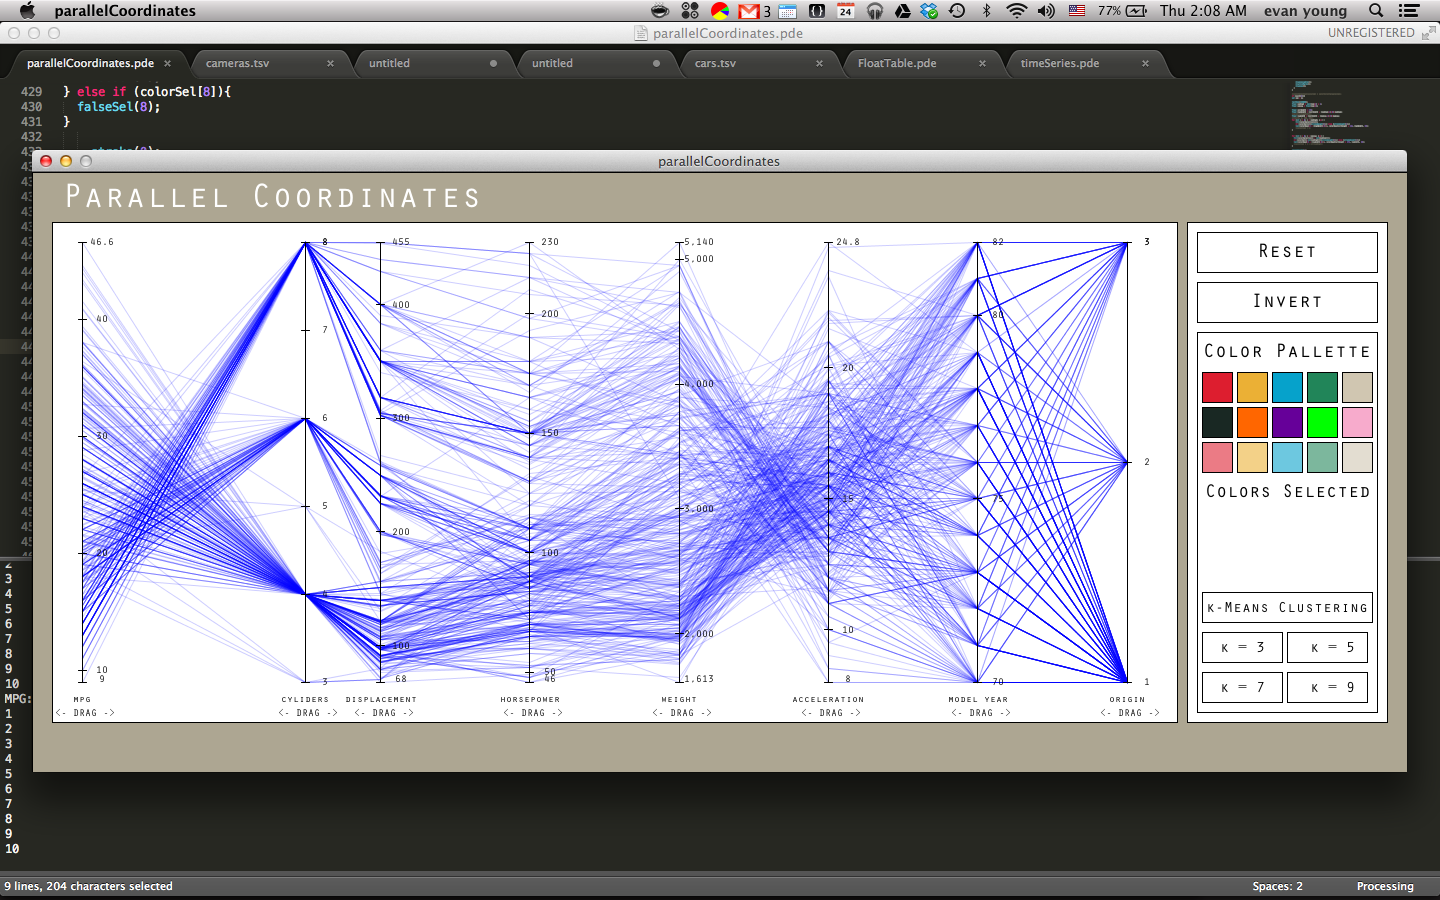 parallelCoordinates
3
24
77%
Thu 2:08 AM
evan young
parallelCoordinates.pde
UNREGISTERED
parallelCoordinates.pde × cameras.tsv × untitled untitled cars.tsv × FloatTable.pde × timeSeries.pde ×
429 } else if (colorSel[8]){
430 falseSel(8);
431 }
432
parallelCoordinates
Parallel Coordinates
46.6 8 455 230 5,140 24.8 82 3
5,000
7 400 200 80
40
4,000 20
6 300 150
30 2
5 200 3,000 15 75
20 100
4 100 2,000 10
10 50
9 3 68 46 1,613 8 70 1
MPG CYLIDERS DISPLACEMENT HORSEPOWER WEIGHT ACCELERATION MODEL YEAR ORIGIN
<- DRAG -> <- DRAG -> <- DRAG -> <- DRAG -> <- DRAG -> <- DRAG -> <- DRAG -> <- DRAG ->
Reset
Invert
Color Pallette
Colors Selected
k-Means Clustering
k = 3 k = 5
k = 7 k = 9
2
3
4
5
6
7
8
9
10
MPG:
1
2
3
4
5
6
7
8
9
10
9 lines, 204 characters selected
Spaces: 2
Processing